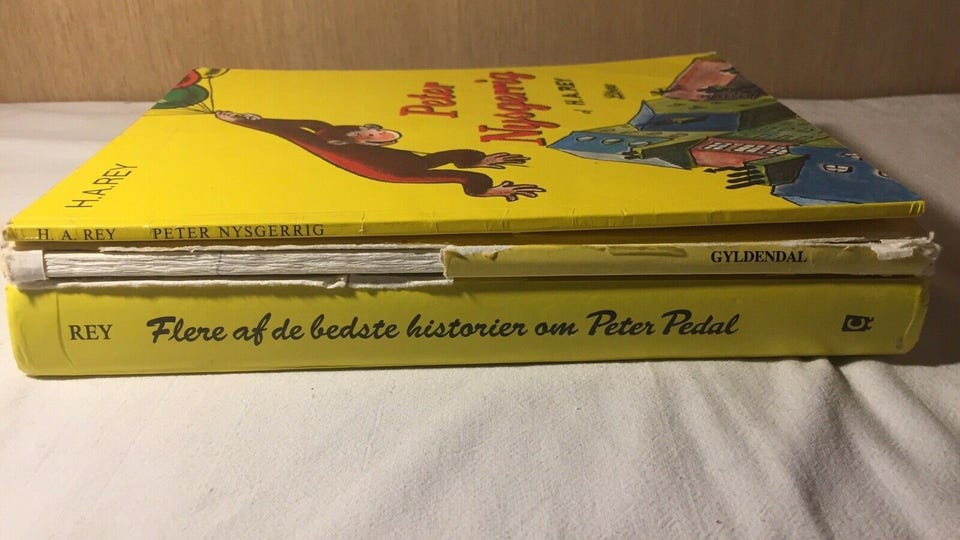 Peter
Nysgerrig
af H.A.REY
H.A.REY
H. A. REY PETER NYSGERRIG
GYLDENDAL
REY Flere af de bedste historier om Peter Pedal